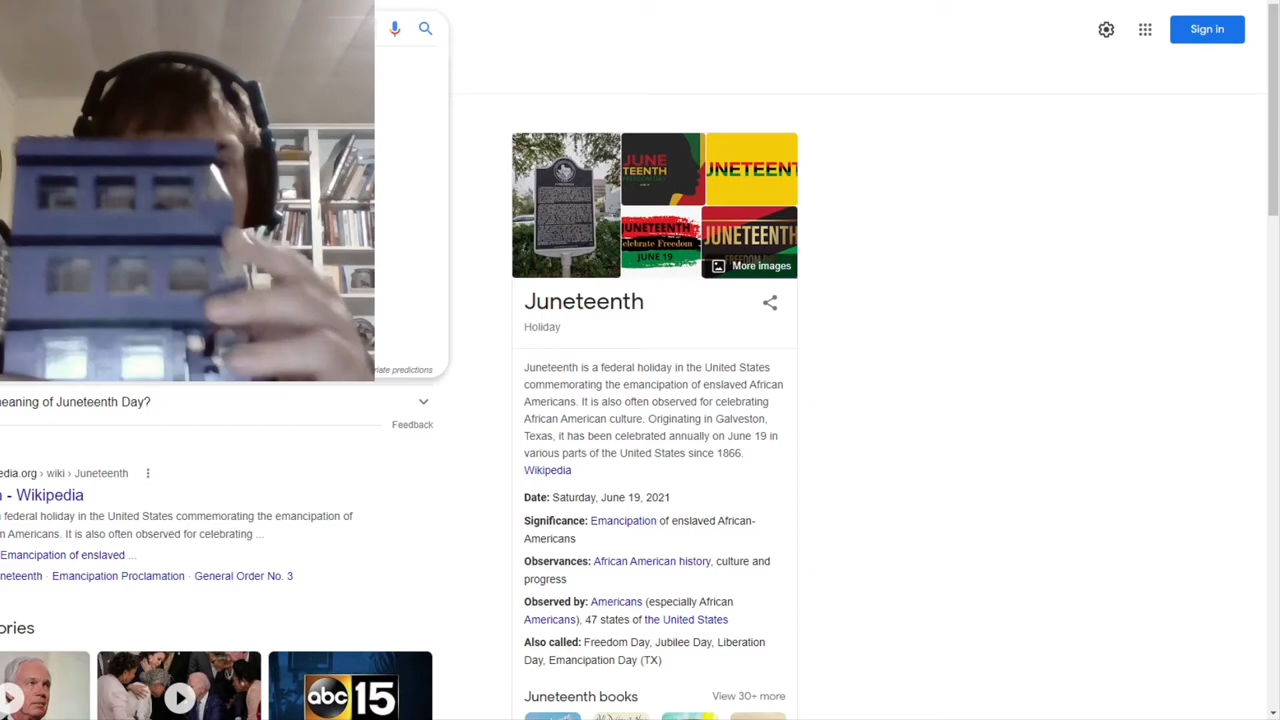 Sign in
JUNE
TEENTH
JUNETEENTH
Celebrate Freedom
JUNE 19
JUNETEENTH
More images
Juneteenth
Holiday
Juneteenth is a federal holiday in the United States
commemorating the emancipation of enslaved African
Americans. It is also often observed for celebrating
African American culture. Originating in Galveston,
Texas, it has been celebrated annually on June 19 in
various parts of the United States since 1866.
Wikipedia
Date: Saturday, June 19, 2021
Significance: Emancipation of enslaved African-
Americans
Observances: African American history, culture and
progress
Observed by: Americans (especially African
Americans), 47 states of the United States
Also called: Freedom Day, Jubilee Day, Liberation
Day, Emancipation Day (TX)
Juneteenth books
View 30+ more
predictions
eaning of Juneteenth Day?
Feedback
edia.org › wiki › Juneteenth
- Wikipedia
federal holiday in the United States commemorating the emancipation of
Americans. It is also often observed for celebrating ...
Emancipation of enslaved ...
neteenth · Emancipation Proclamation · General Order No. 3
ories
abc 15